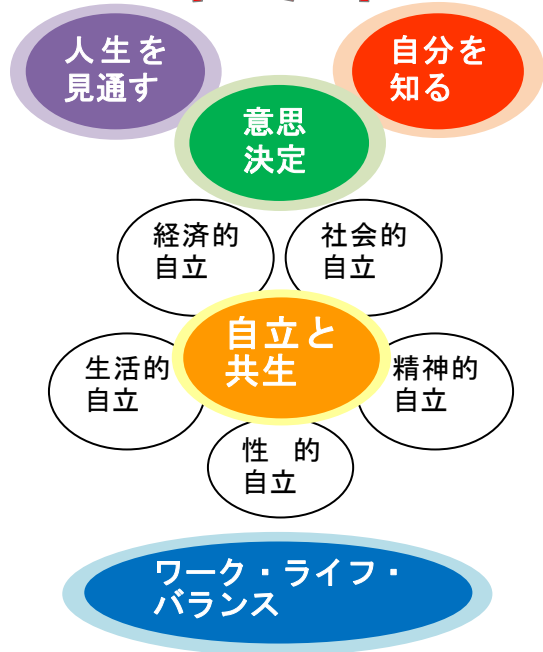 人生を
見通す
自分を
知る
意思
決定
経済的
自立
社会的
自立
自立と
共生
生活的
自立
精神的
自立
性　的
自立
ワーク・ライフ・
バランス